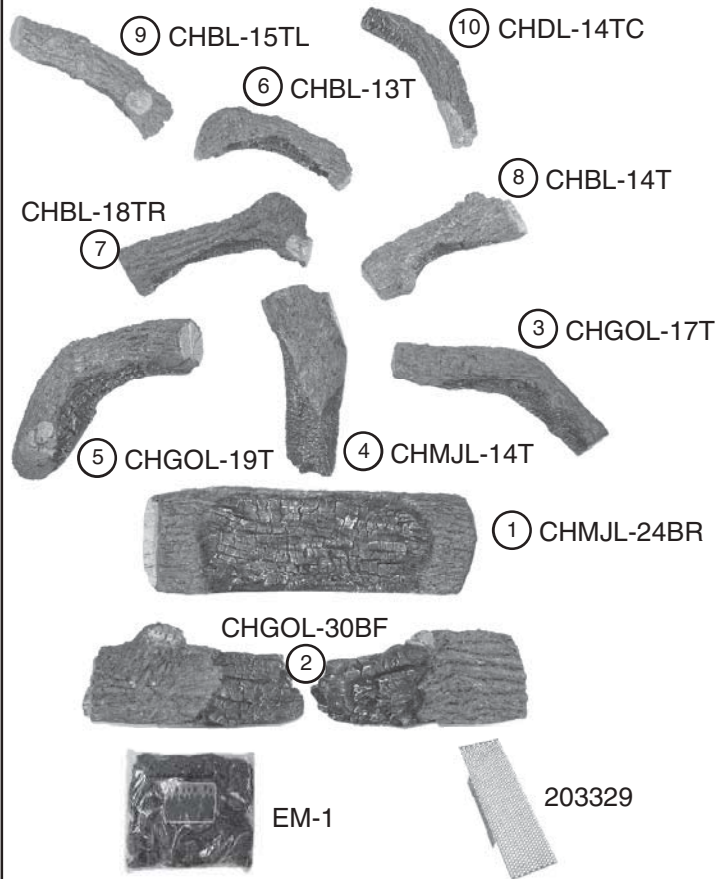 9 CHBL-15TL
10 CHDL-14TC
6 CHBL-13T
8 CHBL-14T
CHBL-18TR
7
3 CHGOL-17T
5 CHGOL-19T
4 CHMJL-14T
1 CHMJL-24BR
CHGOL-30BF
2
EM-1
203329